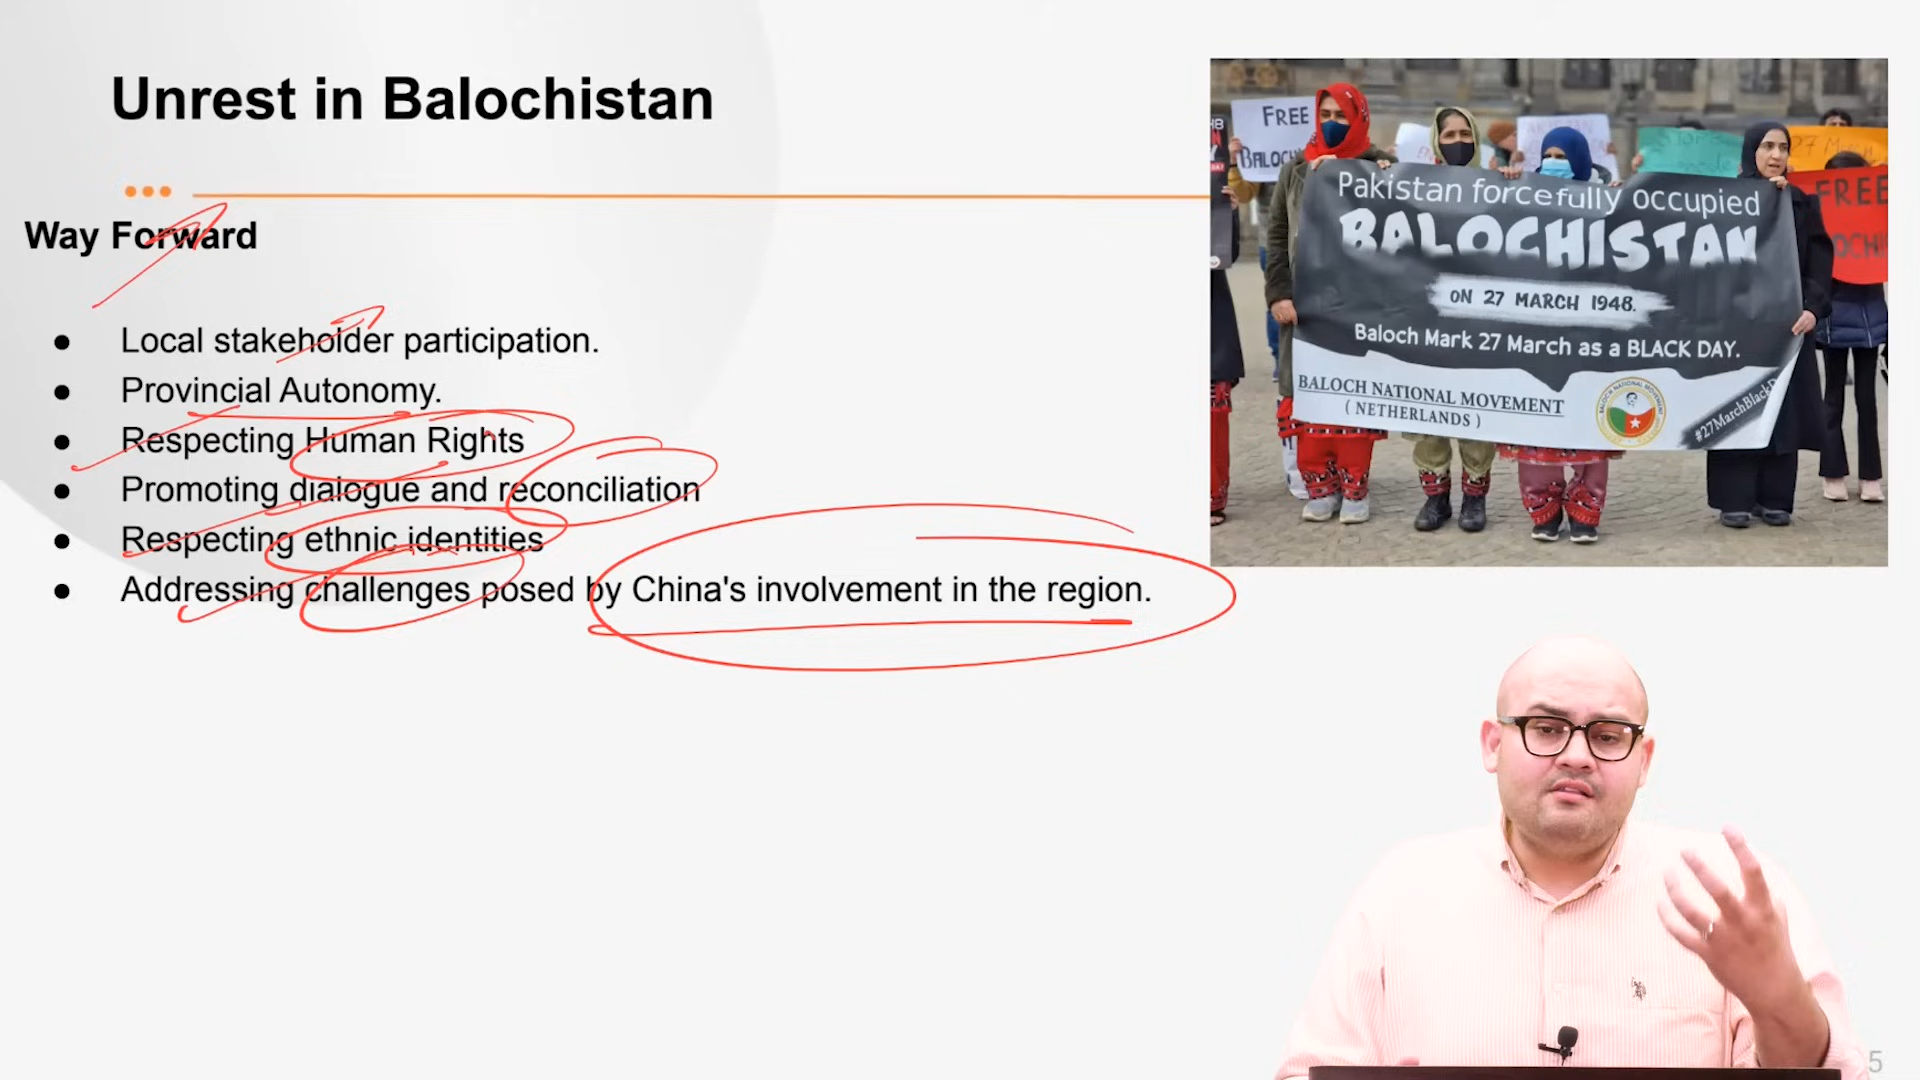 Unrest in Balochistan
Way Forward
● Local stakeholder participation.
● Provincial Autonomy.
● Respecting Human Rights
● Promoting dialogue and reconciliation
● Respecting ethnic identities
● Addressing challenges posed by China's involvement in the region.
FREE
27 March
FREE
Pakistan forcefully occupied
BALOCHISTAN
ON 27 MARCH 1948.
Baloch Mark 27 March as a BLACK DAY.
BALOCH NATIONAL MOVEMENT
( NETHERLANDS )
5